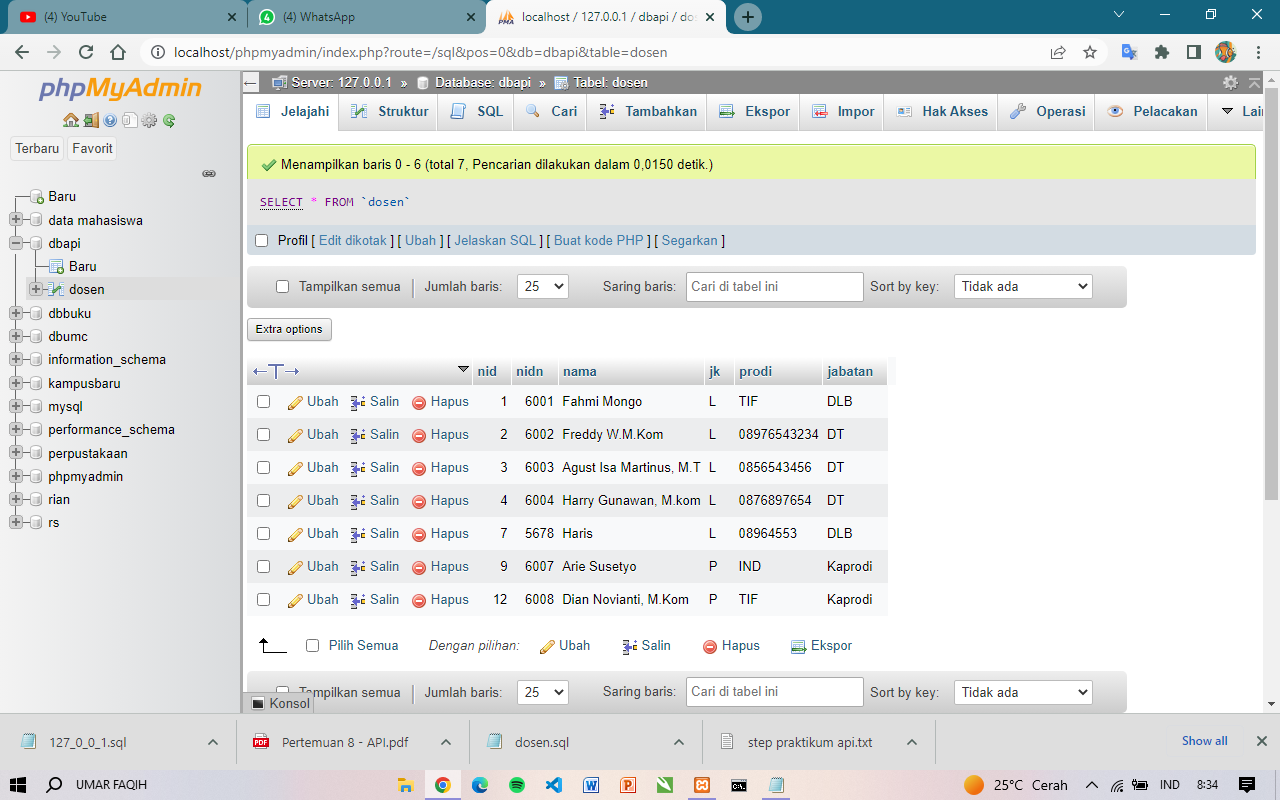 (4) YouTube
(4) WhatsApp
localhost / 127.0.0.1 / dbapi / dos
localhost/phpmyadmin/index.php?route=/sql&pos=0&db=dbapi&table=dosen
phpMyAdmin
Terbaru
Favorit
Baru
data mahasiswa
dbapi
Baru
dosen
dbbuku
dbumc
information_schema
kampusbaru
mysql
performance_schema
perpustakaan
phpmyadmin
rian
rs
Server: 127.0.0.1 » Database: dbapi » Tabel: dosen
Jelajahi Struktur SQL Cari Tambahkan Ekspor Impor Hak Akses Operasi Pelacakan Lai
Menampilkan baris 0 - 6 (total 7, Pencarian dilakukan dalam 0,0150 detik.)
SELECT * FROM `dosen`
Profil [ Edit dikotak ] [ Ubah ] [ Jelaskan SQL ] [ Buat kode PHP ] [ Segarkan ]
Tampilkan semua Jumlah baris: 25 Saring baris: Cari di tabel ini Sort by key: Tidak ada
Extra options
←T→ nid nidn nama jk prodi jabatan
Ubah Salin Hapus 1 6001 Fahmi Mongo L TIF DLB
Ubah Salin Hapus 2 6002 Freddy W.M.Kom L 08976543234 DT
Ubah Salin Hapus 3 6003 Agust Isa Martinus, M.T L 0856543456 DT
Ubah Salin Hapus 4 6004 Harry Gunawan, M.kom L 0876897654 DT
Ubah Salin Hapus 7 5678 Haris L 08964553 DLB
Ubah Salin Hapus 9 6007 Arie Susetyo P IND Kaprodi
Ubah Salin Hapus 12 6008 Dian Novianti, M.Kom P TIF Kaprodi
Pilih Semua Dengan pilihan: Ubah Salin Hapus Ekspor
Tampilkan semua Jumlah baris: 25 Saring baris: Cari di tabel ini Sort by key: Tidak ada
Konsol
127_0_0_1.sql
Pertemuan 8 - API.pdf
dosen.sql
step praktikum api.txt
Show all
UMAR FAQIH
25°C Cerah
IND
8:34